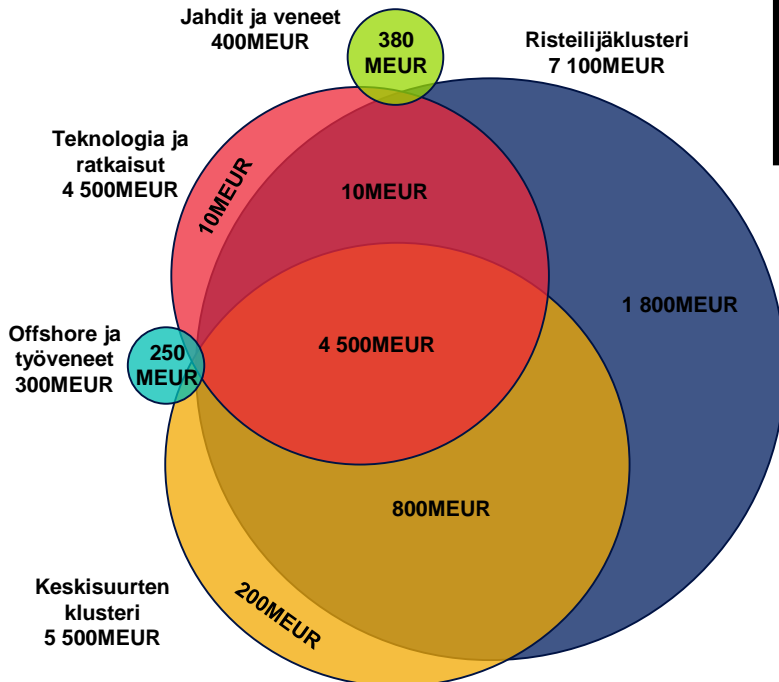 Jahdit ja veneet
400MEUR
380
MEUR
Risteilijäklusteri
7 100MEUR
Teknologia ja
ratkaisut
4 500MEUR
10MEUR
10MEUR
1 800MEUR
Offshore ja
työveneet
300MEUR
250
MEUR
4 500MEUR
800MEUR
Keskisuurten
klusteri
5 500MEUR
200MEUR